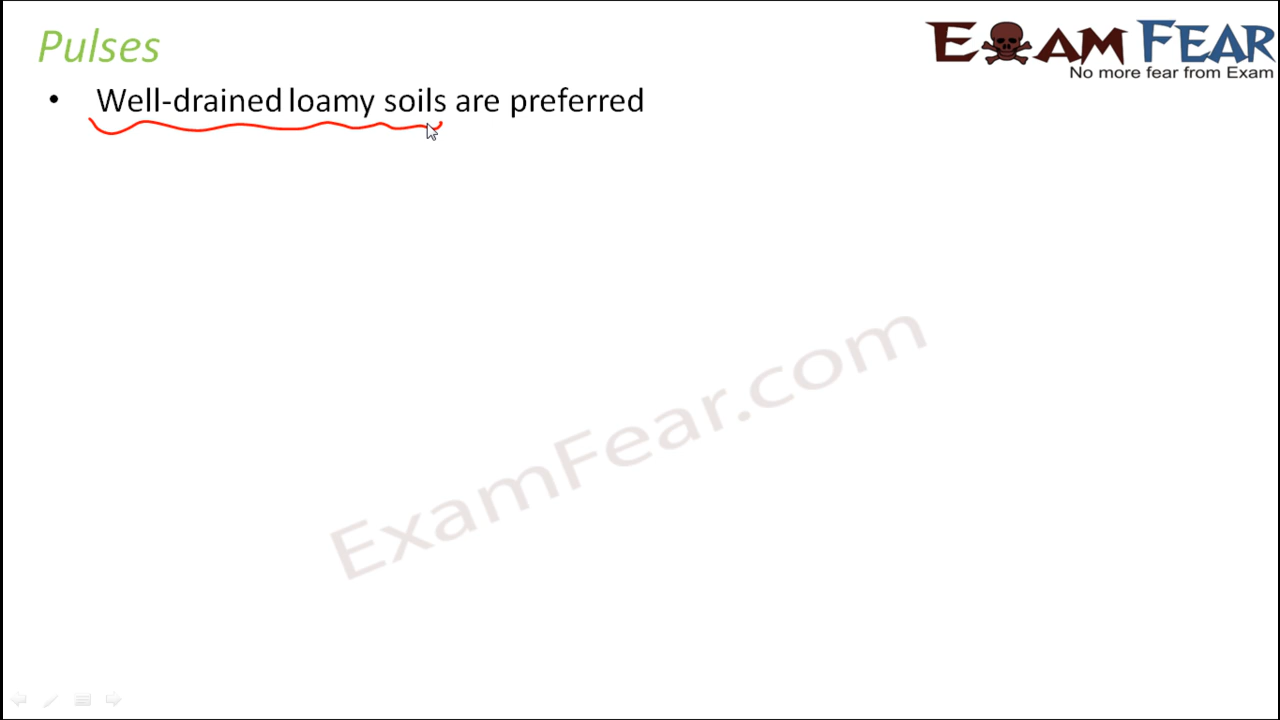 Pulses
EXAM FEAR
No more fear from Exam
• Well-drained loamy soils are preferred
ExamFear.com